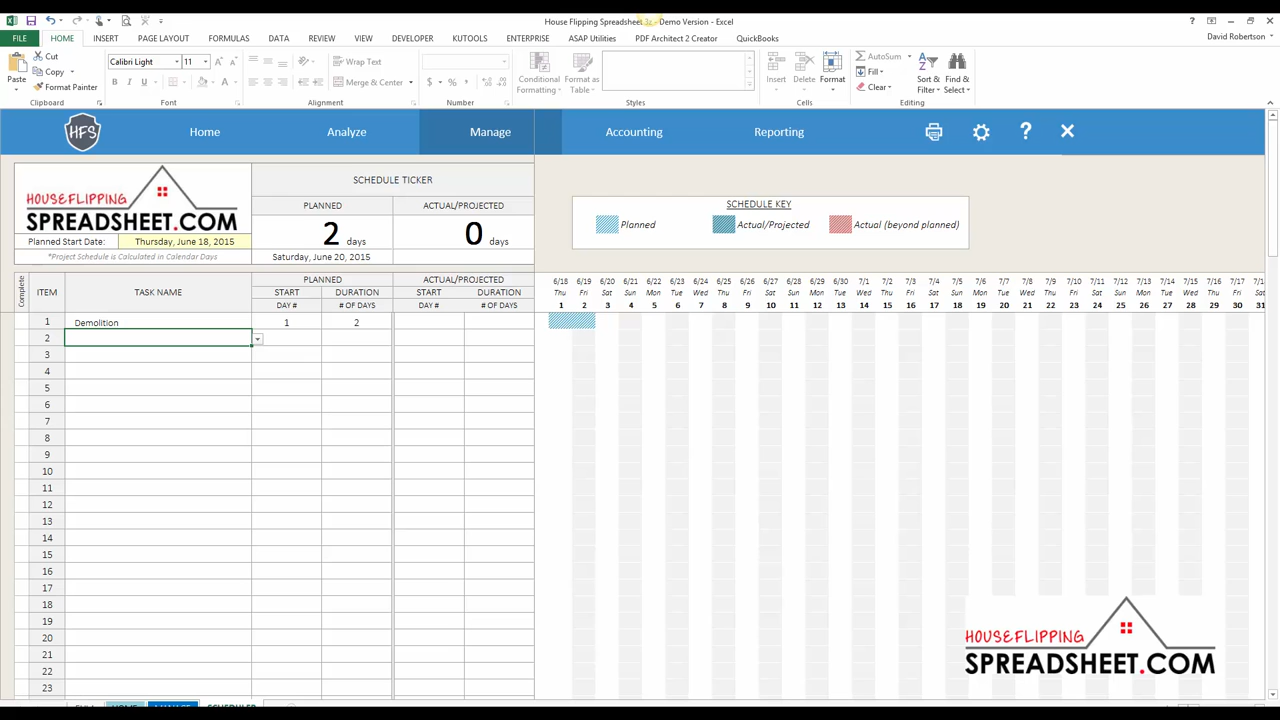 House Flipping Spreadsheet 3c - Demo Version - Excel
David Robertson
FILE HOME INSERT PAGE LAYOUT FORMULAS DATA REVIEW VIEW DEVELOPER KUTOOLS ENTERPRISE ASAP Utilities PDF Architect 2 Creator QuickBooks
Paste
Cut
Copy
Format Painter
Clipboard
Calibri Light 11
Font
Wrap Text
Merge & Center
Alignment
Number
Conditional Formatting
Format as Table
Styles
Insert Delete Format
Cells
AutoSum
Fill
Clear
Sort & Filter
Find & Select
Editing
HFS Home Analyze Manage Accounting Reporting
HOUSEFLIPPING
SPREADSHEET.COM
Planned Start Date: Thursday, June 18, 2015
*Project Schedule is Calculated in Calendar Days
SCHEDULE TICKER
PLANNED ACTUAL/PROJECTED
2 days 0 days
Saturday, June 20, 2015
SCHEDULE KEY
Planned Actual/Projected Actual (beyond planned)
Complete
ITEM TASK NAME
PLANNED ACTUAL/PROJECTED
START DURATION START DURATION
DAY # # OF DAYS DAY # # OF DAYS
6/18 6/19 6/20 6/21 6/22 6/23 6/24 6/25 6/26 6/27 6/28 6/29 6/30 7/1 7/2 7/3 7/4 7/5 7/6 7/7 7/8 7/9 7/10 7/11 7/12 7/13 7/14 7/15 7/16 7/17 7/18
Thu Fri Sat Sun Mon Tue Wed Thu Fri Sat Sun Mon Tue Wed Thu Fri Sat Sun Mon Tue Wed Thu Fri Sat Sun Mon Tue Wed Thu Fri
1 2 3 4 5 6 7 8 9 10 11 12 13 14 15 16 17 18 19 20 21 22 23 24 25 26 27 28 29 30 31
1 Demolition 1 2
2
3
4
5
6
7
8
9
10
11
12
13
14
15
16
17
18
19
20
21
22
23
HOUSEFLIPPING
SPREADSHEET.COM
HOME ANALYZE SCHEDULER